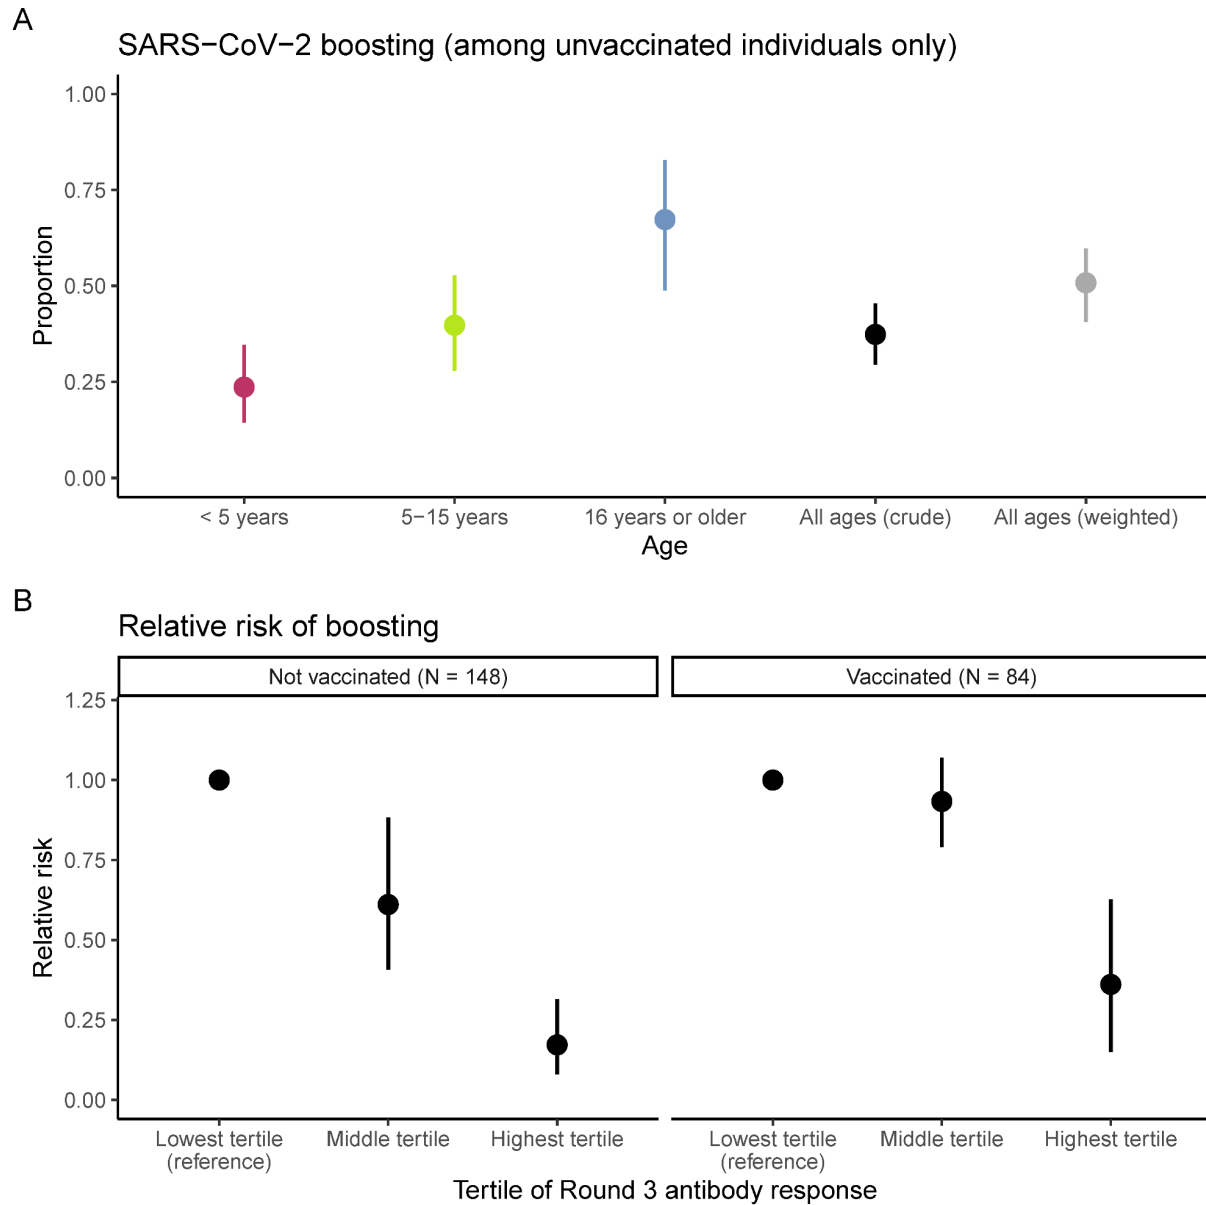 A
SARS−CoV−2 boosting (among unvaccinated individuals only)
1.00
0.75
0.50
0.25
0.00
Proportion
< 5 years
5−15 years
16 years or older
All ages (crude)
All ages (weighted)
Age
B
Relative risk of boosting
Not vaccinated (N = 148)
Vaccinated (N = 84)
1.25
1.00
0.75
0.50
0.25
0.00
Relative risk
Lowest tertile
(reference)
Middle tertile
Highest tertile
Lowest tertile
(reference)
Middle tertile
Highest tertile
Tertile of Round 3 antibody response